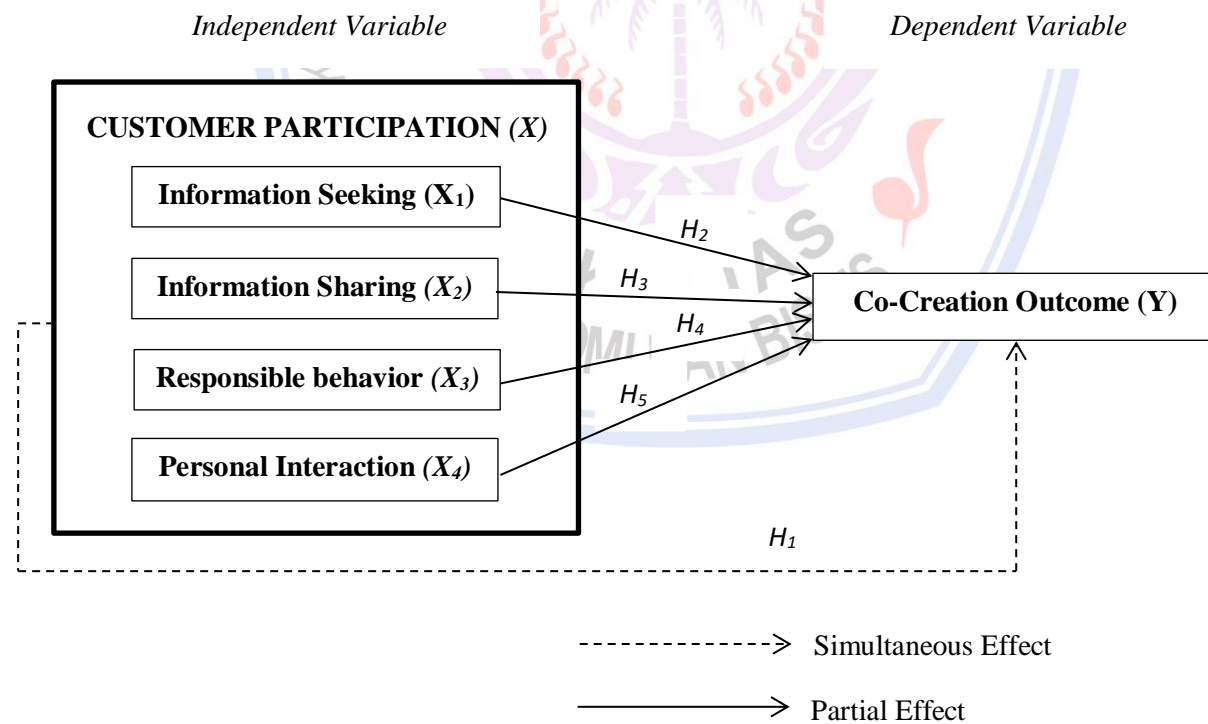 Independent Variable
Dependent Variable
CUSTOMER PARTICIPATION (X)
Information Seeking (X₁)
Information Sharing (X₂)
Responsible behavior (X₃)
Personal Interaction (X₄)
H₂
H₃
H₄
H₅
Co-Creation Outcome (Y)
H₁
Simultaneous Effect
Partial Effect